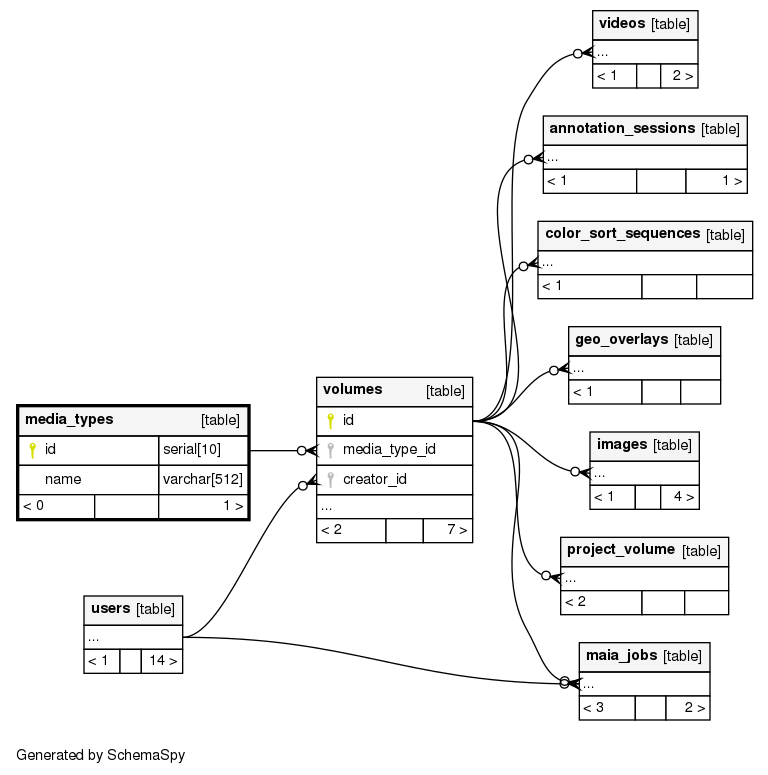 videos [table]
...
< 1 2 >
annotation_sessions [table]
...
< 1 1 >
color_sort_sequences [table]
...
< 1
geo_overlays [table]
...
< 1
volumes [table]
id
media_type_id
creator_id
...
< 2 7 >
media_types [table]
id serial[10]
name varchar[512]
< 0 1 >
images [table]
...
< 1 4 >
project_volume [table]
...
< 2
users [table]
...
< 1 14 >
maia_jobs [table]
...
< 3 2 >
Generated by SchemaSpy